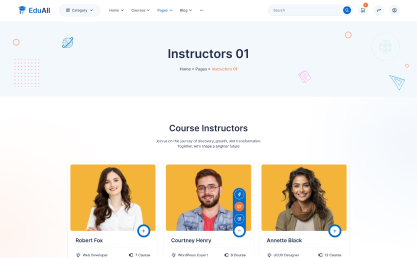 EduAll
Category
Home
Courses
Pages
Blog
Search
Instructors 01
Home • Pages • Instructors 01
Course Instructors
Join us on this journey of discovery, growth, and transformation.
Together, let's shape a brighter future
Robert Fox
Courtney Henry
Annette Black
Web Developer
7 Course
WordPress Expert
9 Course
UI/UX Designer
12 Course